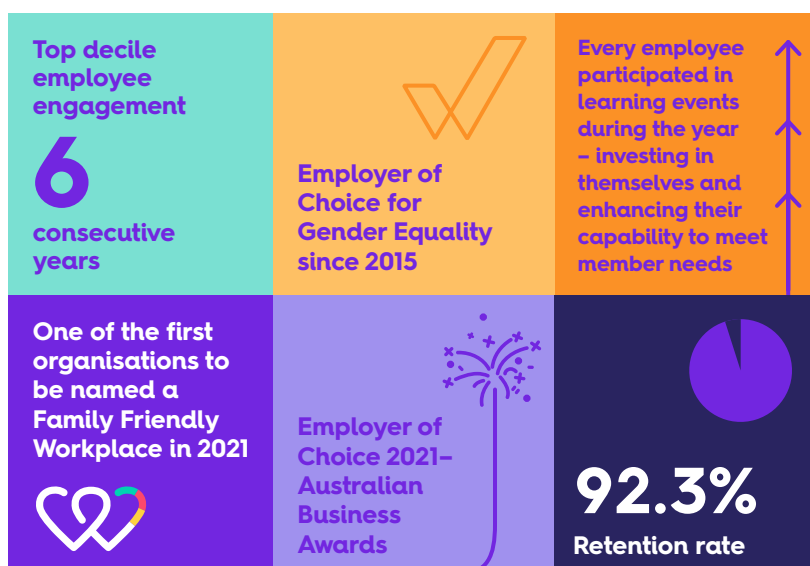 Top decile
employee
engagement
6
consecutive
years
Employer of
Choice for
Gender Equality
since 2015
Every employee
participated in
learning events
during the year
– investing in
themselves and
enhancing their
capability to meet
member needs
One of the first
organisations to
be named a
Family Friendly
Workplace in 2021
Employer of
Choice 2021–
Australian
Business
Awards
92.3%
Retention rate